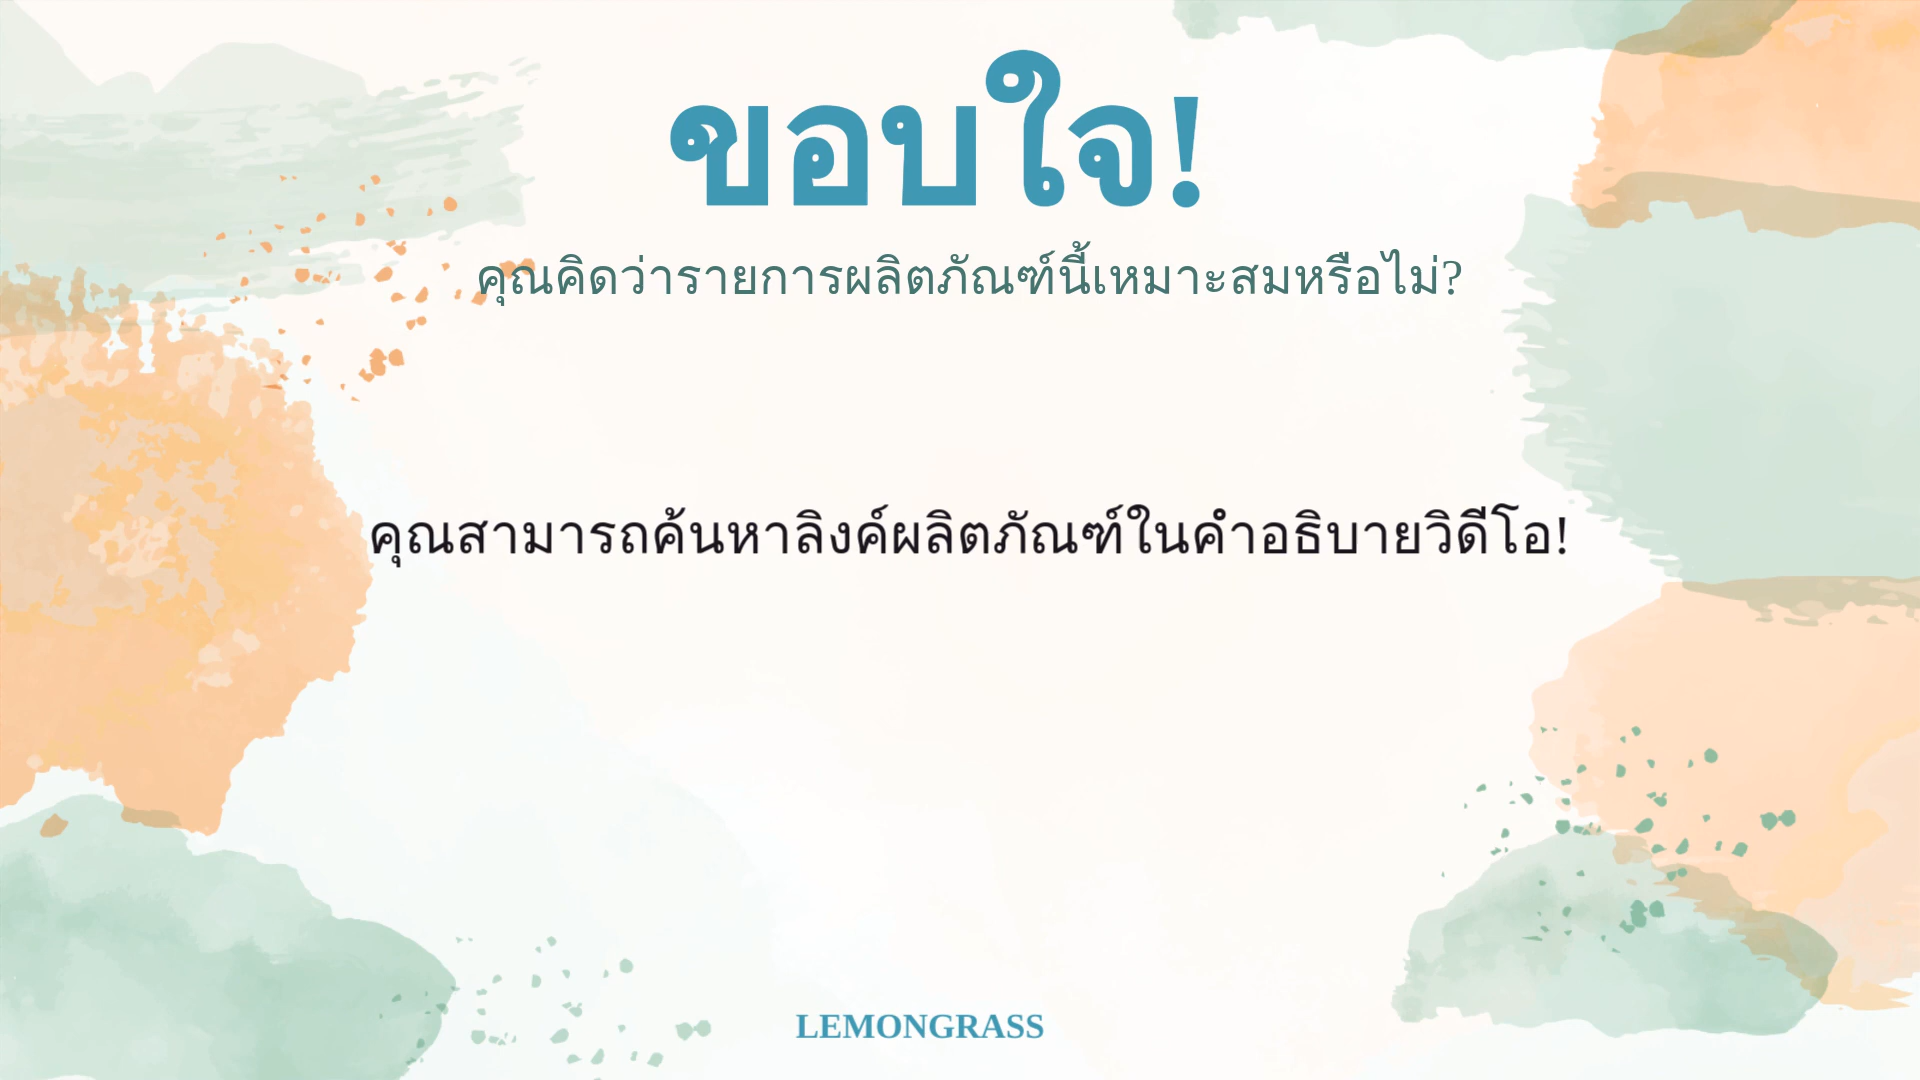 ขอบใจ!
คุณคิดว่ารายการผลิตภัณฑ์นี้เหมาะสมหรือไม่?
คุณสามารถค้นหาลิงค์ผลิตภัณฑ์ในคำอธิบายวิดีโอ!
LEMONGRASS